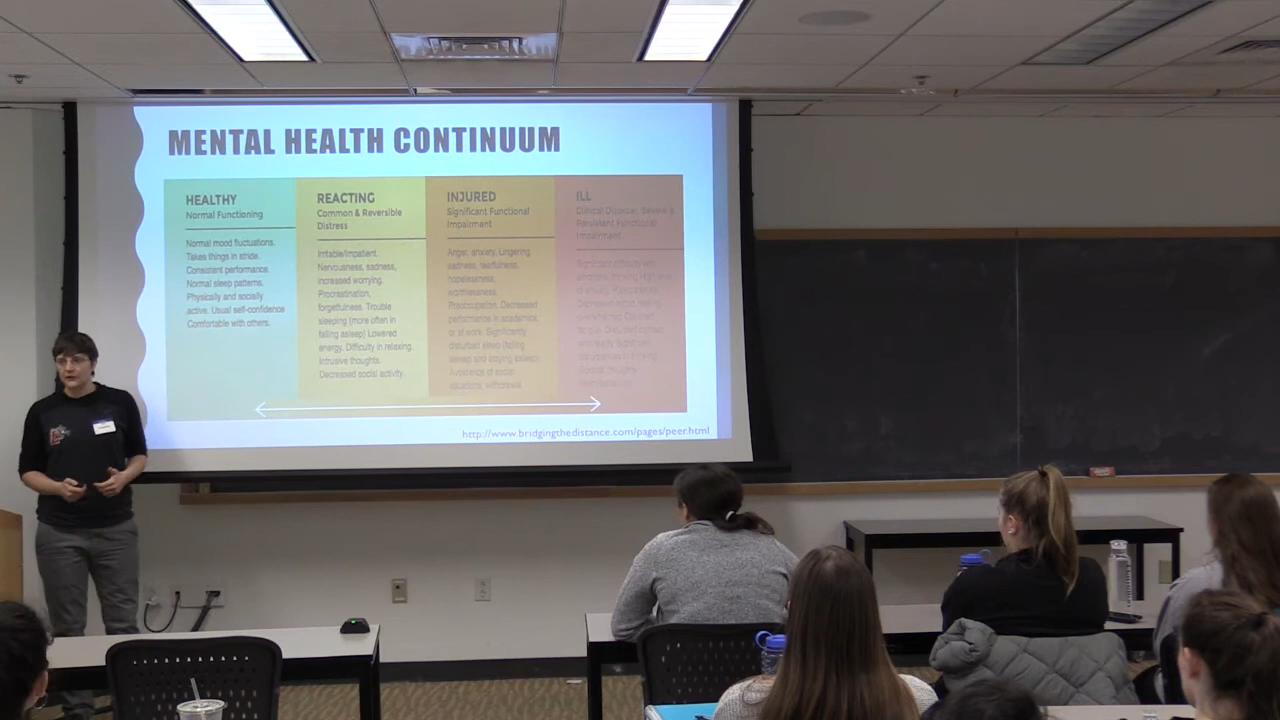 MENTAL HEALTH CONTINUUM
HEALTHY
Normal Functioning
Normal mood fluctuations.
Takes things in stride.
Consistent performance.
Normal sleep patterns.
Physically and socially
active. Usual self-confidence
Comfortable with others.
REACTING
Common & Reversible
Distress
Irritable/Impatient.
Nervousness, sadness,
increased worrying.
Procrastination,
forgetfulness. Trouble
sleeping (more often in
falling asleep) Lowered
energy. Difficulty in relaxing.
Intrusive thoughts.
Decreased social activity.
INJURED
Significant Functional
Impairment
Anger, anxiety. Lingering
sadness, tearfulness,
hopelessness,
worthlessness.
Preoccupation. Decreased
performance in academics
or at work. Significantly
disturbed sleep (falling
asleep and staying asleep).
Avoidance of social
situations, withdrawal.
ILL
Clinical Disorder. Severe &
Persistent Functional
Impairment.
Significant difficulty with
http://www.bridgingthedistance.com/pages/peer.html